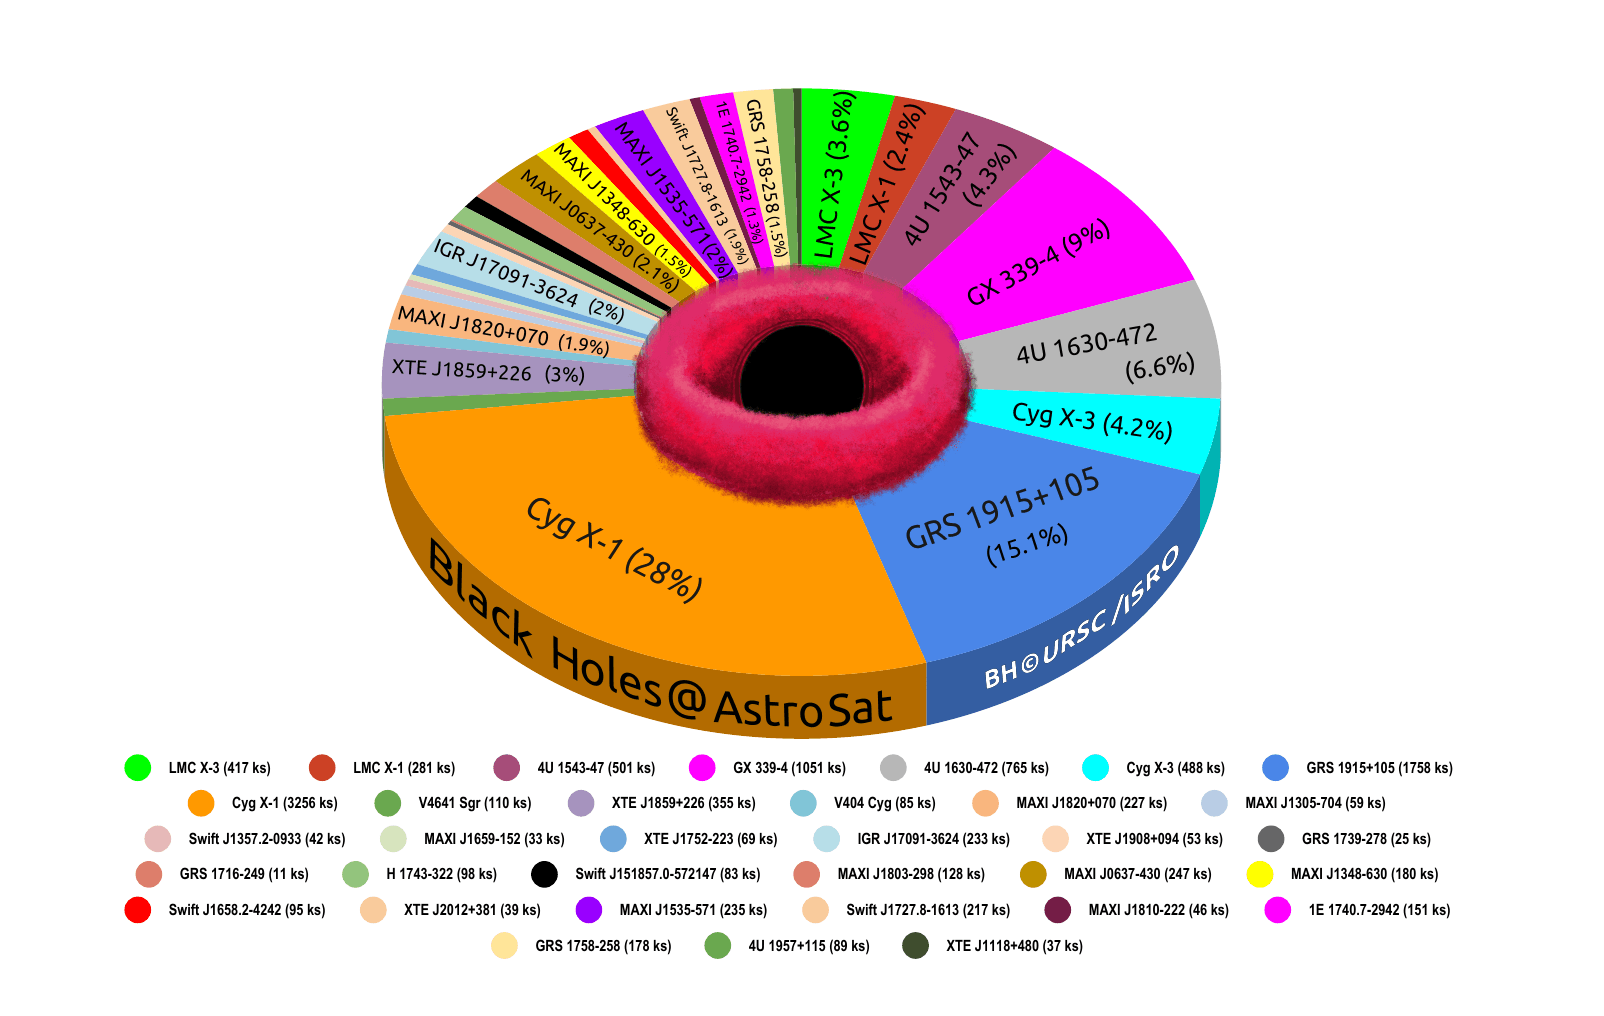 LMC X-3 (3.6%)
LMC X-1 (2.4%)
4U 1543-47
(4.3%)
GX 339-4 (9%)
4U 1630-472
(6.6%)
Cyg X-3 (4.2%)
GRS 1915+105
(15.1%)
Cyg X-1 (28%)
XTE J1859+226 (3%)
MAXI J1820+070 (1.9%)
IGR J17091-3624 (2%)
MAXI J0637-430 (2.1%)
MAXI J1348-630 (1.5%)
MAXI J1535-571 (2%)
Swift J1727.8-1613 (1.9%)
1E 1740.7-2942 (1.3%)
GRS 1758-258 (1.5%)
Black Holes@AstroSat
BH©URSC/ISRO
LMC X-3 (417 ks) LMC X-1 (281 ks) 4U 1543-47 (501 ks) GX 339-4 (1051 ks) 4U 1630-472 (765 ks) Cyg X-3 (488 ks) GRS 1915+105 (1758 ks)
Cyg X-1 (3256 ks) V4641 Sgr (110 ks) XTE J1859+226 (355 ks) V404 Cyg (85 ks) MAXI J1820+070 (227 ks) MAXI J1305-704 (59 ks)
Swift J1357.2-0933 (42 ks) MAXI J1659-152 (33 ks) XTE J1752-223 (69 ks) IGR J17091-3624 (233 ks) XTE J1908+094 (53 ks) GRS 1739-278 (25 ks)
GRS 1716-249 (11 ks) H 1743-322 (98 ks) Swift J151857.0-572147 (83 ks) MAXI J1803-298 (128 ks) MAXI J0637-430 (247 ks) MAXI J1348-630 (180 ks)
Swift J1658.2-4242 (95 ks) XTE J2012+381 (39 ks) MAXI J1535-571 (235 ks) Swift J1727.8-1613 (217 ks) MAXI J1810-222 (46 ks) 1E 1740.7-2942 (151 ks)
GRS 1758-258 (178 ks) 4U 1957+115 (89 ks) XTE J1118+480 (37 ks)